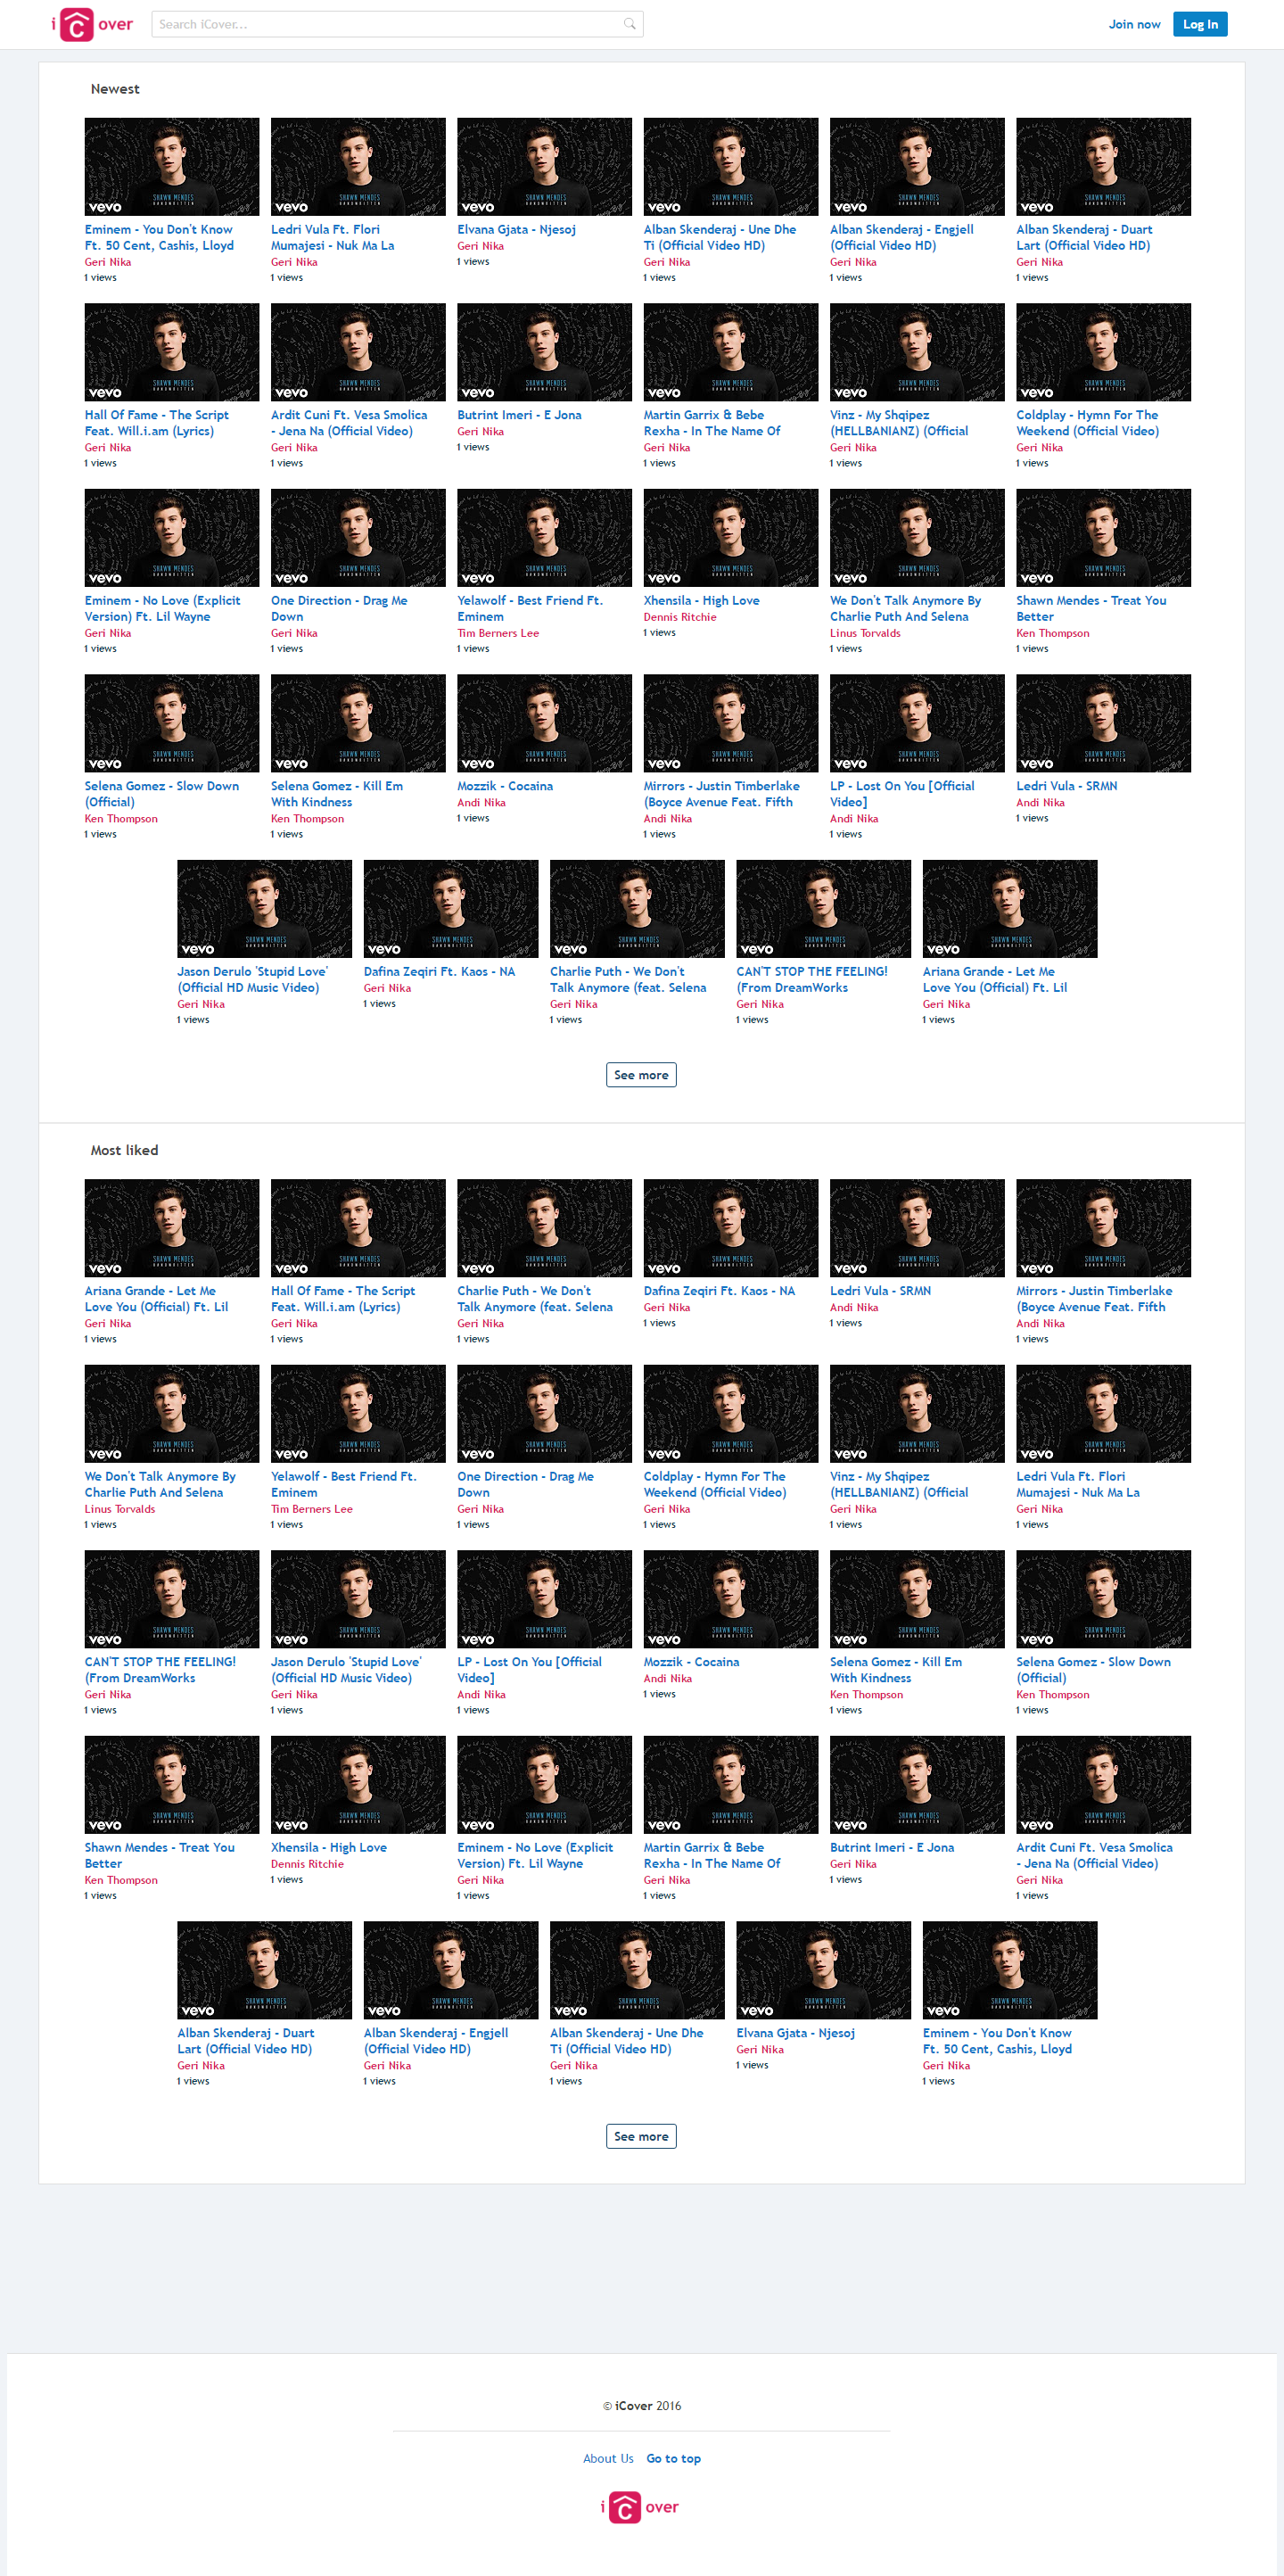 i C over
Search iCover...
Join now
Log In
Newest
vevo SHAWN MENDES HANDWRITTEN
vevo SHAWN MENDES HANDWRITTEN
vevo SHAWN MENDES HANDWRITTEN
vevo SHAWN MENDES HANDWRITTEN
vevo SHAWN MENDES HANDWRITTEN
vevo SHAWN MENDES HANDWRITTEN
Eminem - You Don't Know
Ft. 50 Cent, Cashis, Lloyd
Geri Nika
1 views
Ledri Vula Ft. Flori
Mumajesi - Nuk Ma La
Geri Nika
1 views
Elvana Gjata - Njesoj
Geri Nika
1 views
Alban Skenderaj - Une Dhe
Ti (Official Video HD)
Geri Nika
1 views
Alban Skenderaj - Engjell
(Official Video HD)
Geri Nika
1 views
Alban Skenderaj - Duart
Lart (Official Video HD)
Geri Nika
1 views
Hall Of Fame - The Script
Feat. Will.i.am (Lyrics)
Geri Nika
1 views
Ardit Cuni Ft. Vesa Smolica
- Jena Na (Official Video)
Geri Nika
1 views
Butrint Imeri - E Jona
Geri Nika
1 views
Martin Garrix & Bebe
Rexha - In The Name Of
Geri Nika
1 views
Vinz - My Shqipez
(HELLBANIANZ) (Official
Geri Nika
1 views
Coldplay - Hymn For The
Weekend (Official Video)
Geri Nika
1 views
Eminem - No Love (Explicit
Version) Ft. Lil Wayne
Geri Nika
1 views
One Direction - Drag Me
Down
Geri Nika
1 views
Yelawolf - Best Friend Ft.
Eminem
Tim Berners Lee
1 views
Xhensila - High Love
Dennis Ritchie
1 views
We Don't Talk Anymore By
Charlie Puth And Selena
Linus Torvalds
1 views
Shawn Mendes - Treat You
Better
Ken Thompson
1 views
Selena Gomez - Slow Down
(Official)
Ken Thompson
1 views
Selena Gomez - Kill Em
With Kindness
Ken Thompson
1 views
Mozzik - Cocaina
Andi Nika
1 views
Mirrors - Justin Timberlake
(Boyce Avenue Feat. Fifth
Andi Nika
1 views
LP - Lost On You [Official
Video]
Andi Nika
1 views
Ledri Vula - SRMN
Andi Nika
1 views
Jason Derulo 'Stupid Love'
(Official HD Music Video)
Geri Nika
1 views
Dafina Zeqiri Ft. Kaos - NA
Geri Nika
1 views
Charlie Puth - We Don't
Talk Anymore (feat. Selena
Geri Nika
1 views
CAN'T STOP THE FEELING!
(From DreamWorks
Geri Nika
1 views
Ariana Grande - Let Me
Love You (Official) Ft. Lil
Geri Nika
1 views
See more
Most liked
Ariana Grande - Let Me
Love You (Official) Ft. Lil
Geri Nika
1 views
Hall Of Fame - The Script
Feat. Will.i.am (Lyrics)
Geri Nika
1 views
Charlie Puth - We Don't
Talk Anymore (feat. Selena
Geri Nika
1 views
Dafina Zeqiri Ft. Kaos - NA
Geri Nika
1 views
Ledri Vula - SRMN
Andi Nika
1 views
Mirrors - Justin Timberlake
(Boyce Avenue Feat. Fifth
Andi Nika
1 views
We Don't Talk Anymore By
Charlie Puth And Selena
Linus Torvalds
1 views
Yelawolf - Best Friend Ft.
Eminem
Tim Berners Lee
1 views
One Direction - Drag Me
Down
Geri Nika
1 views
Coldplay - Hymn For The
Weekend (Official Video)
Geri Nika
1 views
Vinz - My Shqipez
(HELLBANIANZ) (Official
Geri Nika
1 views
Ledri Vula Ft. Flori
Mumajesi - Nuk Ma La
Geri Nika
1 views
CAN'T STOP THE FEELING!
(From DreamWorks
Geri Nika
1 views
Jason Derulo 'Stupid Love'
(Official HD Music Video)
Geri Nika
1 views
LP - Lost On You [Official
Video]
Andi Nika
1 views
Mozzik - Cocaina
Andi Nika
1 views
Selena Gomez - Kill Em
With Kindness
Ken Thompson
1 views
Selena Gomez - Slow Down
(Official)
Ken Thompson
1 views
Shawn Mendes - Treat You
Better
Ken Thompson
1 views
Xhensila - High Love
Dennis Ritchie
1 views
Eminem - No Love (Explicit
Version) Ft. Lil Wayne
Geri Nika
1 views
Martin Garrix & Bebe
Rexha - In The Name Of
Geri Nika
1 views
Butrint Imeri - E Jona
Geri Nika
1 views
Ardit Cuni Ft. Vesa Smolica
- Jena Na (Official Video)
Geri Nika
1 views
Alban Skenderaj - Duart
Lart (Official Video HD)
Geri Nika
1 views
Alban Skenderaj - Engjell
(Official Video HD)
Geri Nika
1 views
Alban Skenderaj - Une Dhe
Ti (Official Video HD)
Geri Nika
1 views
Elvana Gjata - Njesoj
Geri Nika
1 views
Eminem - You Don't Know
Ft. 50 Cent, Cashis, Lloyd
Geri Nika
1 views
See more
© iCover 2016
About Us Go to top
i C over